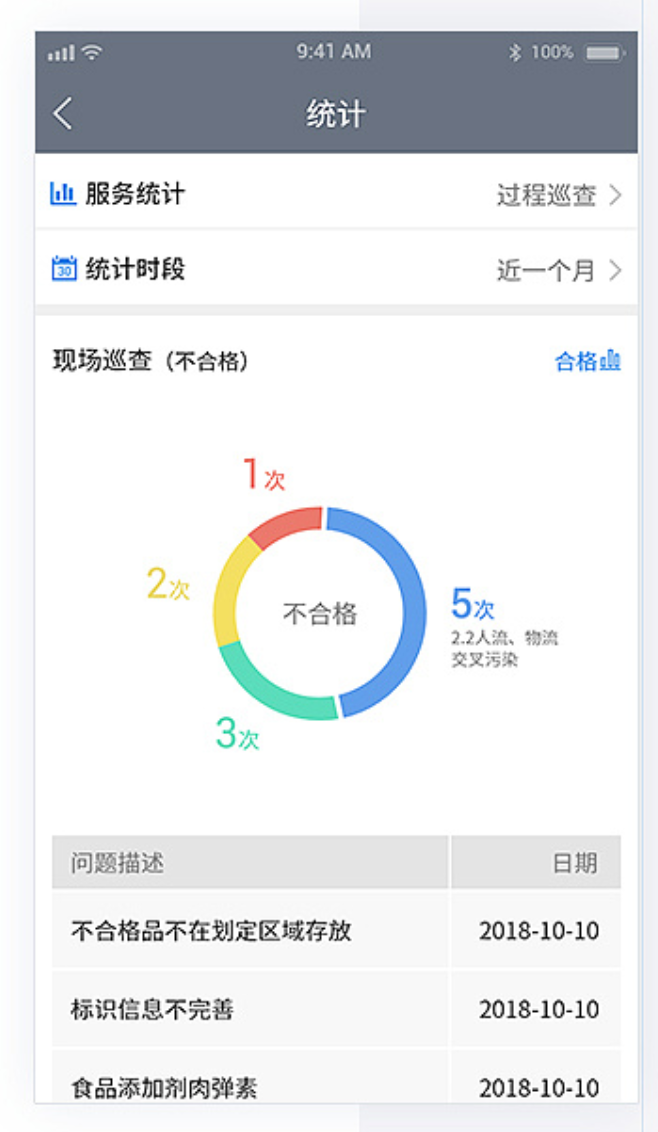 9:41 AM 100%
统计
服务统计 过程巡查
30 统计时段 近一个月
现场巡查（不合格） 合格
1次
2次
不合格
5次
2.2人流、物流
交叉污染
3次
问题描述 日期
不合格品不在划定区域存放 2018-10-10
标识信息不完善 2018-10-10
食品添加剂肉弹素 2018-10-10